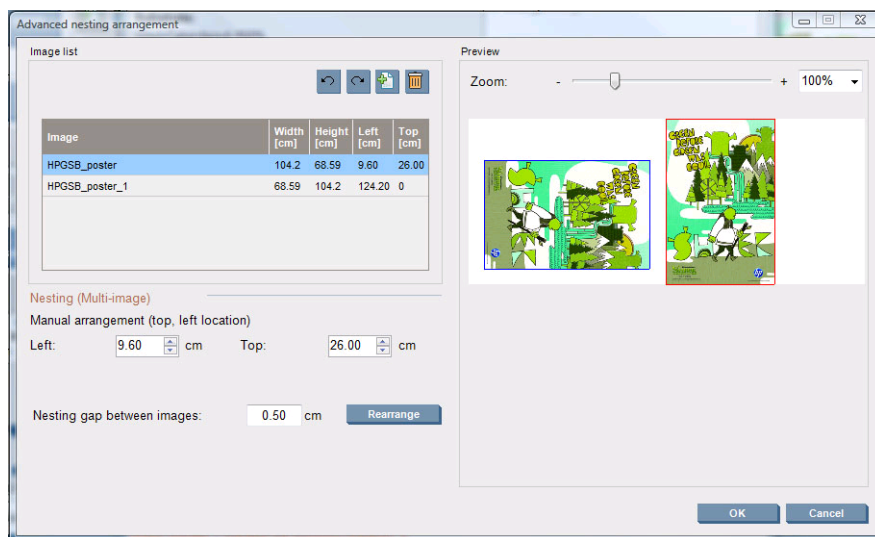 Advanced nesting arrangement
Image list
Image Width [cm] Height [cm] Left [cm] Top [cm]
HPGSB_poster 104.2 68.59 9.60 26.00
HPGSB_poster_1 68.59 104.2 124.20 0
Nesting (Multi-image)
Manual arrangement (top, left location)
Left: 9.60 cm Top: 26.00 cm
Nesting gap between images: 0.50 cm Rearrange
Preview
Zoom: - + 100%
OK Cancel